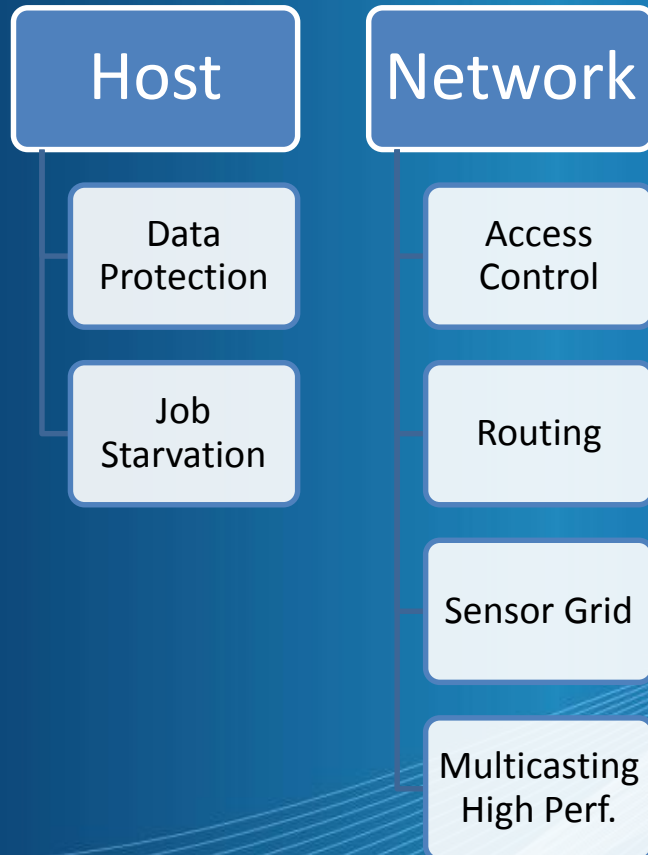 Host
Data
Protection
Job
Starvation
Network
Access
Control
Routing
Sensor Grid
Multicasting
High Perf.